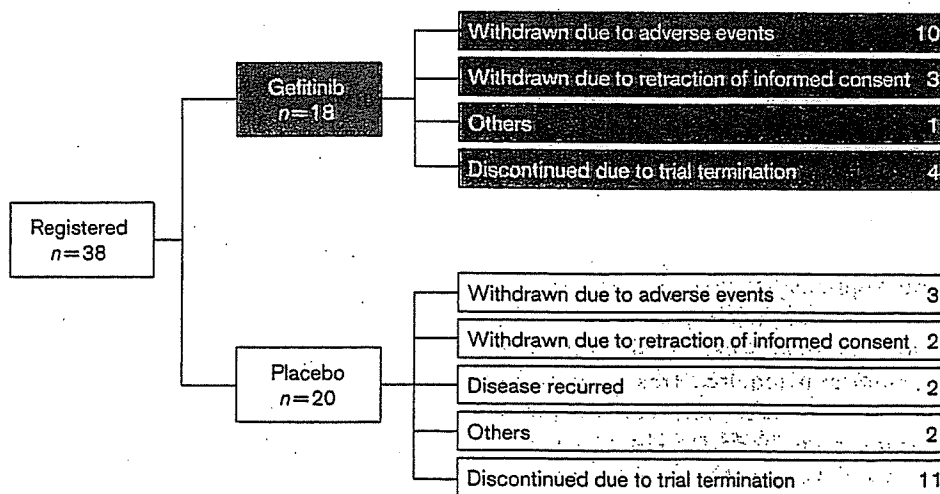 Registered
n=38
Gefitinib
n=18
Withdrawn due to adverse events 10
Withdrawn due to retraction of informed consent 3
Others 1
Discontinued due to trial termination 4
Placebo
n=20
Withdrawn due to adverse events 3
Withdrawn due to retraction of informed consent 2
Disease recurred 2
Others 2
Discontinued due to trial termination 11